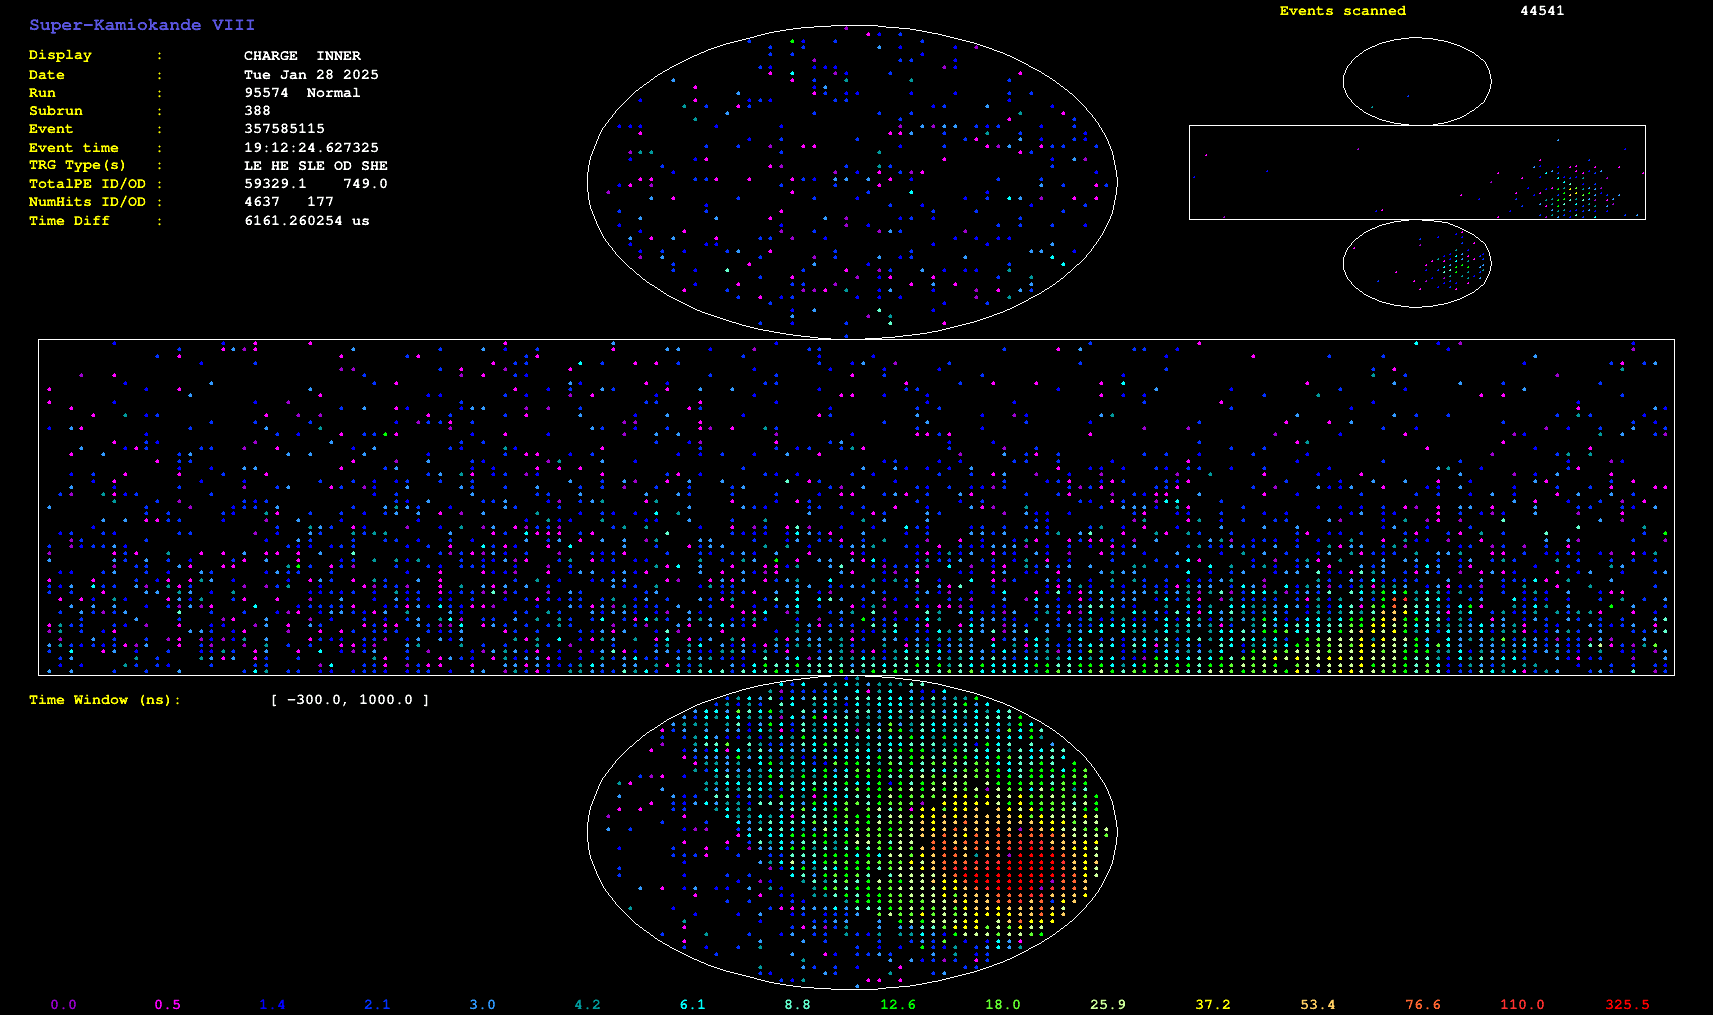 Super-Kamiokande VIII
Events scanned 44541
Display : CHARGE INNER
Date : Tue Jan 28 2025
Run : 95574 Normal
Subrun : 388
Event : 357585115
Event time : 19:12:24.627325
TRG Type(s) : LE HE SLE OD SHE
TotalPE ID/OD : 59329.1 749.0
NumHits ID/OD : 4637 177
Time Diff : 6161.260254 us
Time Window (ns): [ -300.0, 1000.0 ]
0.0 0.5 1.4 2.1 3.0 4.2 6.1 8.8 12.6 18.0 25.9 37.2 53.4 76.6 110.0 325.5